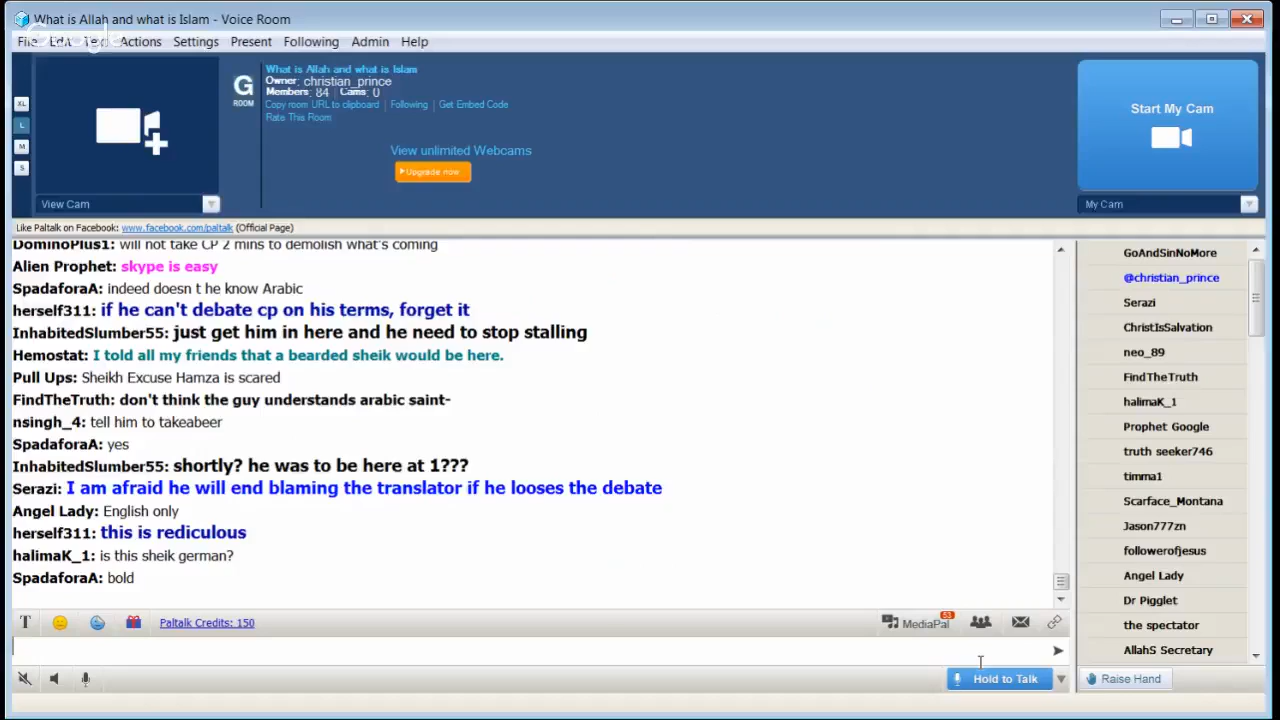 What is Allah and what is Islam - Voice Room
File Edit Text Actions Settings Present Following Admin Help
Google
XL
L
M
S
G
ROOM
What is Allah and what is Islam
Owner: christian_prince
Members: 84 | Cams: 0
Copy room URL to clipboard | Following | Get Embed Code
Rate This Room
View unlimited Webcams
Upgrade now
Start My Cam
View Cam
My Cam
Like Paltalk on Facebook: www.facebook.com/paltalk (Official Page)
DominoPlus1: will not take CP 2 mins to demolish what's coming
Alien Prophet: skype is easy
SpadaforaA: indeed doesn t he know Arabic
herself311: if he can't debate cp on his terms, forget it
InhabitedSlumber55: just get him in here and he need to stop stalling
Hemostat: I told all my friends that a bearded sheik would be here.
Pull Ups: Sheikh Excuse Hamza is scared
FindTheTruth: don't think the guy understands arabic saint-
nsingh_4: tell him to takeabeer
SpadaforaA: yes
InhabitedSlumber55: shortly? he was to be here at 1???
Serazi: I am afraid he will end blaming the translator if he looses the debate
Angel Lady: English only
herself311: this is rediculous
halimaK_1: is this sheik german?
SpadaforaA: bold
GoAndSinNoMore
@christian_prince
Serazi
ChristIsSalvation
neo_89
FindTheTruth
halimaK_1
Prophet Google
truth seeker746
timma1
Scarface_Montana
Jason777zn
followerofjesus
Angel Lady
Dr Pigglet
the spectator
AllahS Secretary
T
Paltalk Credits: 150
MediaPal
53
Hold to Talk
Raise Hand